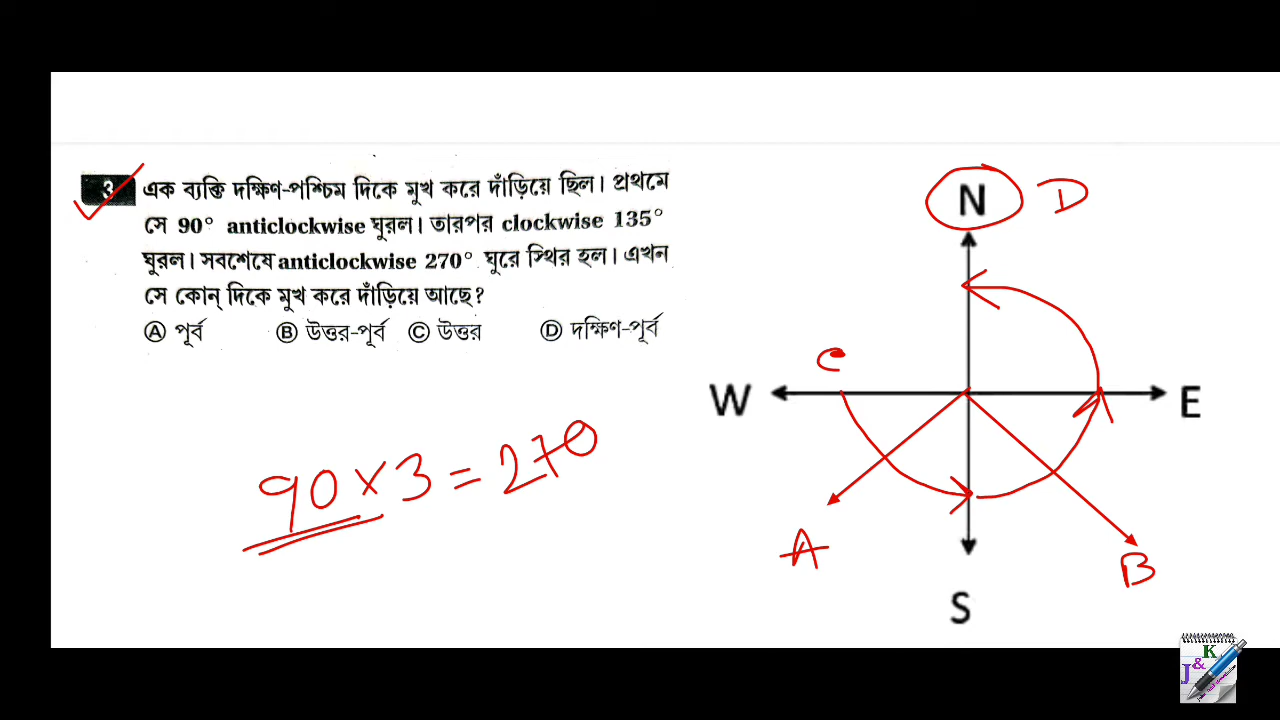 3 এক ব্যক্তি দক্ষিণ-পশ্চিম দিকে মুখ করে দাঁড়িয়ে ছিল। প্রথমে
সে 90° anticlockwise ঘুরল। তারপর clockwise 135°
ঘুরল। সবশেষে anticlockwise 270° ঘুরে স্থির হল। এখন
সে কোন্ দিকে মুখ করে দাঁড়িয়ে আছে?
Ⓐ পূর্ব Ⓑ উত্তর-পূর্ব Ⓒ উত্তর Ⓓ দক্ষিণ-পূর্ব
90 × 3 = 270
N D
C
W E
A B
S
J & K